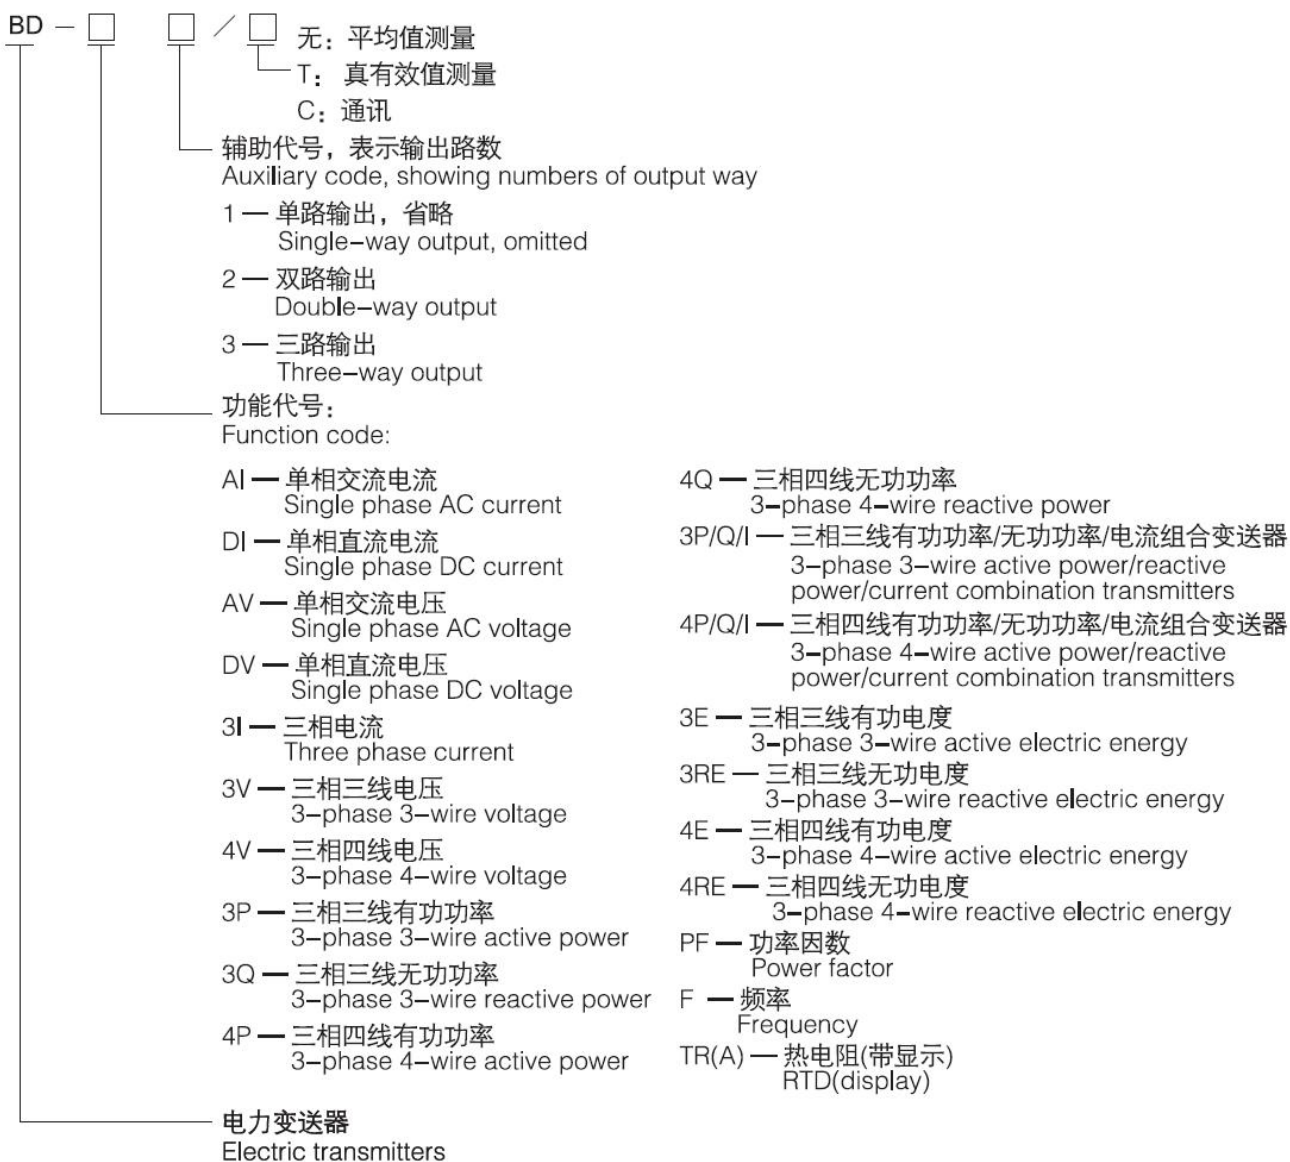 BD – □ □ / □ 无：平均值测量
T： 真有效值测量
C：通讯
辅助代号，表示输出路数
Auxiliary code, showing numbers of output way
1 — 单路输出，省略
Single–way output, omitted
2 — 双路输出
Double–way output
3 — 三路输出
Three–way output
功能代号：
Function code:
AI — 单相交流电流
Single phase AC current
DI — 单相直流电流
Single phase DC current
AV — 单相交流电压
Single phase AC voltage
DV — 单相直流电压
Single phase DC voltage
3I — 三相电流
Three phase current
3V — 三相三线电压
3–phase 3–wire voltage
4V — 三相四线电压
3–phase 4–wire voltage
3P — 三相三线有功功率
3–phase 3–wire active power
3Q — 三相三线无功功率
3–phase 3–wire reactive power
4P — 三相四线有功功率
3–phase 4–wire active power
4Q — 三相四线无功功率
3–phase 4–wire reactive power
3P/Q/I — 三相三线有功功率/无功功率/电流组合变送器
3–phase 3–wire active power/reactive
power/current combination transmitters
4P/Q/I — 三相四线有功功率/无功功率/电流组合变送器
3–phase 4–wire active power/reactive
power/current combination transmitters
3E — 三相三线有功电度
3–phase 3–wire active electric energy
3RE — 三相三线无功电度
3–phase 3–wire reactive electric energy
4E — 三相四线有功电度
3–phase 4–wire active electric energy
4RE — 三相四线无功电度
3–phase 4–wire reactive electric energy
PF — 功率因数
Power factor
F — 频率
Frequency
TR(A) — 热电阻(带显示)
RTD(display)
电力变送器
Electric transmitters